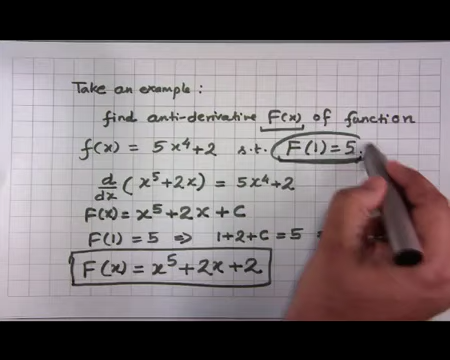 Take an example :
find anti-derivative F(x) of function
f(x) = 5x⁴+2 s.t. F(1)=5.
d/dx (x⁵+2x) = 5x⁴+2
F(x)= x⁵+2x+c
F(1)=5 ⇒ 1+2+c=5
F(x)= x⁵+2x+2